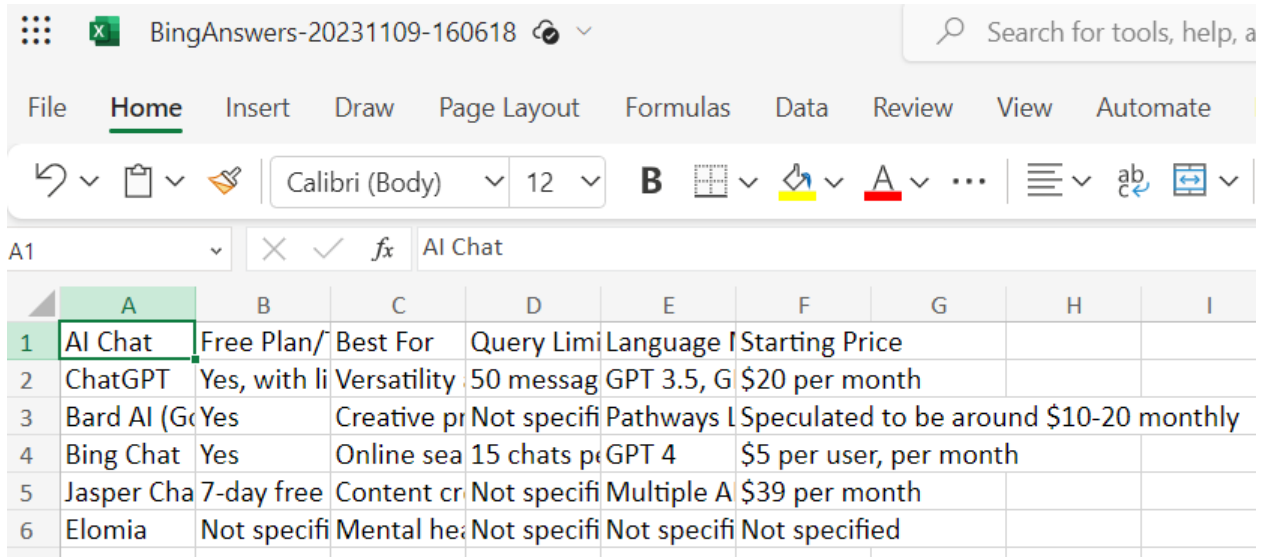 BingAnswers-20231109-160618 Search for tools, help, a
File Home Insert Draw Page Layout Formulas Data Review View Automate
Calibri (Body) 12 B A ab c
A1 fx AI Chat
A B C D E F G H I
1 AI Chat Free Plan/ Best For Query Limi Language Starting Price
2 ChatGPT Yes, with li Versatility 50 messag GPT 3.5, G $20 per month
3 Bard AI (Go Yes Creative pr Not specifi Pathways L Speculated to be around $10-20 monthly
4 Bing Chat Yes Online sea 15 chats pe GPT 4 $5 per user, per month
5 Jasper Cha 7-day free Content cr Not specifi Multiple A $39 per month
6 Elomia Not specifi Mental hea Not specifi Not specifi Not specified